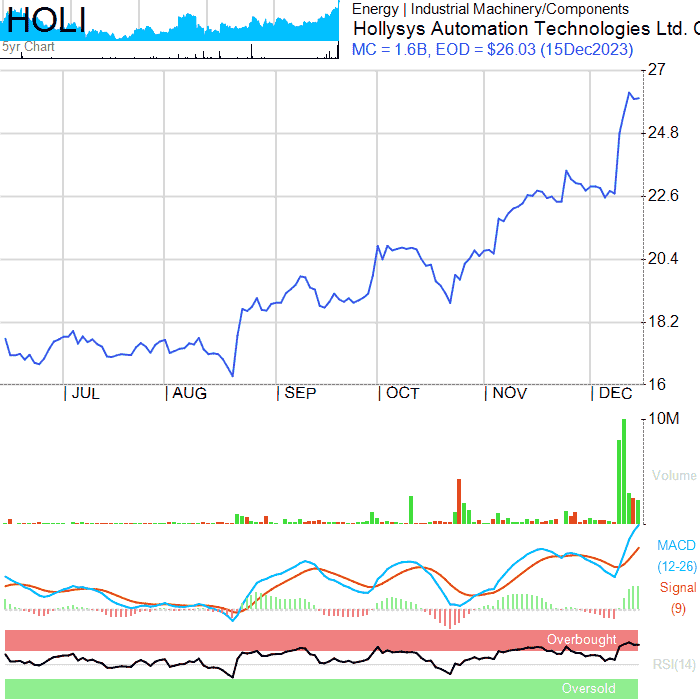 HOLI
5yr Chart
Energy | Industrial Machinery/Components
Hollysys Automation Technologies Ltd. C
MC = 1.6B, EOD = $26.03 (15Dec2023)
27
24.8
22.6
20.4
18.2
16
JUL AUG SEP OCT NOV DEC
10M
Volume
MACD
(12-26)
Signal
(9)
Overbought
RSI(14)
Oversold